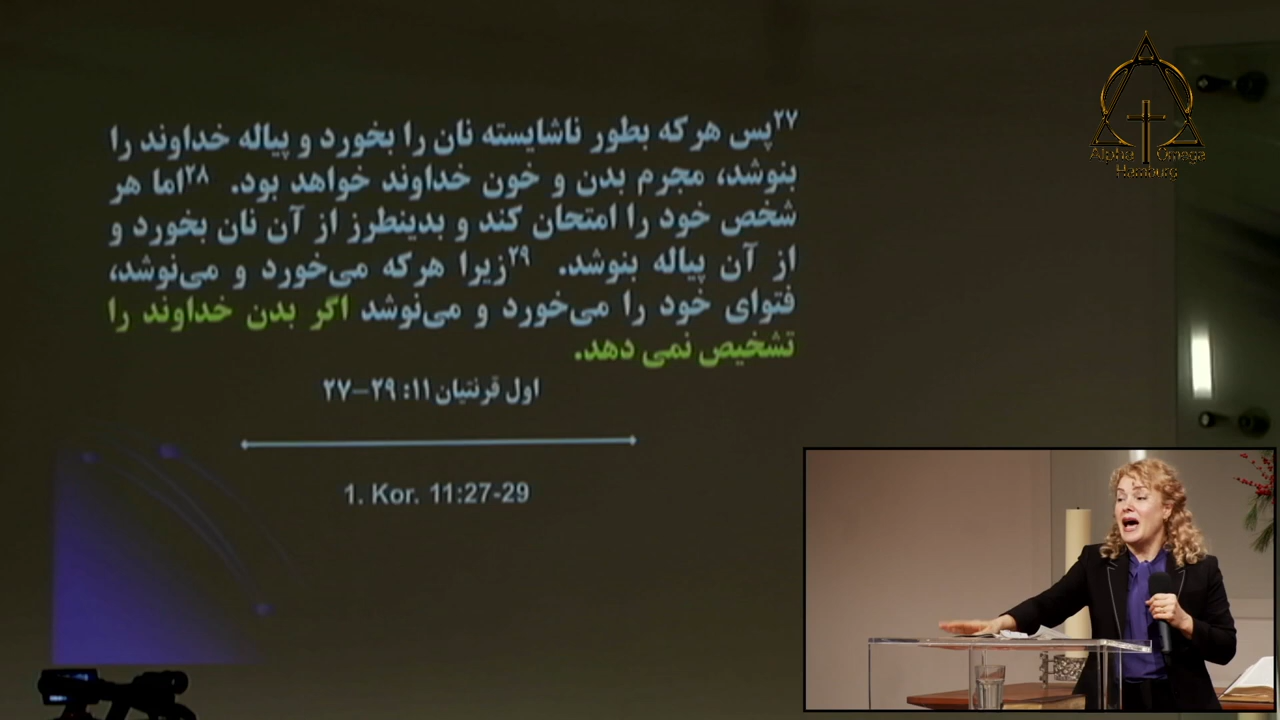 ۲۷پس هرکه بطور ناشایسته نان را بخورد و پیاله خداوند را
بنوشد، مجرم بدن و خون خداوند خواهد بود. ۲۸اما هر
شخص خود را امتحان کند و بدینطرز از آن نان بخورد و
از آن پیاله بنوشد. ۲۹زیرا هرکه می‌خورد و می‌نوشد،
فتوای خود را می‌خورد و می‌نوشد اگر بدن خداوند را
تشخیص نمی دهد.
اول قرنتیان ۱۱: ۲۹–۲۷
1. Kor. 11:27-29
Alpha Omega
Hamburg